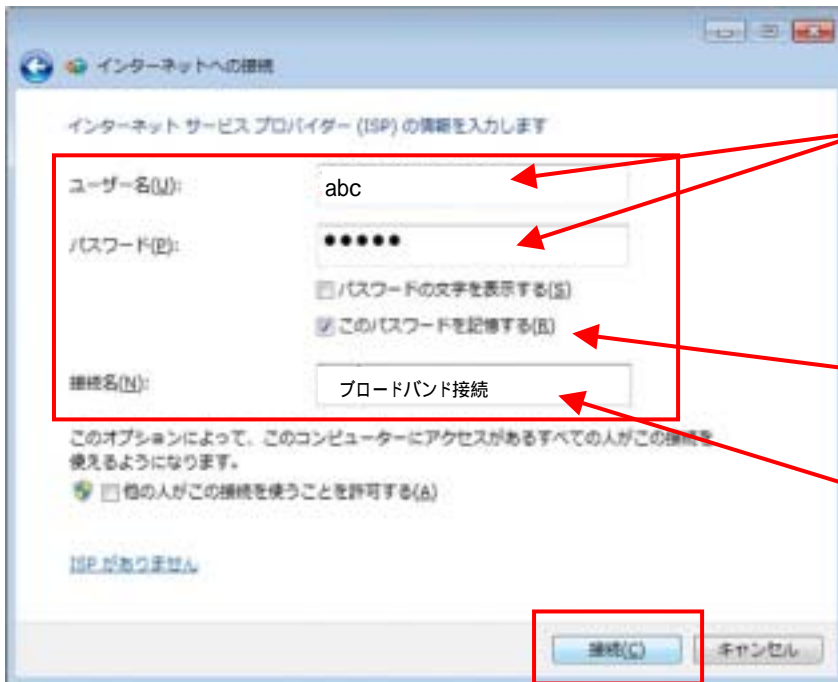 インターネットへの接続
インターネット サービス プロバイダー (ISP) の情報を入力します
ユーザー名(U):
abc
パスワード(P):
●●●●●
パスワードの文字を表示する(S)
このパスワードを記憶する(R)
接続名(N):
ブロードバンド接続
このオプションによって、このコンピューターにアクセスがあるすべての人がこの接続を
使えるようになります。
他の人がこの接続を使うことを許可する(A)
ISP がありません
接続(C)
キャンセル